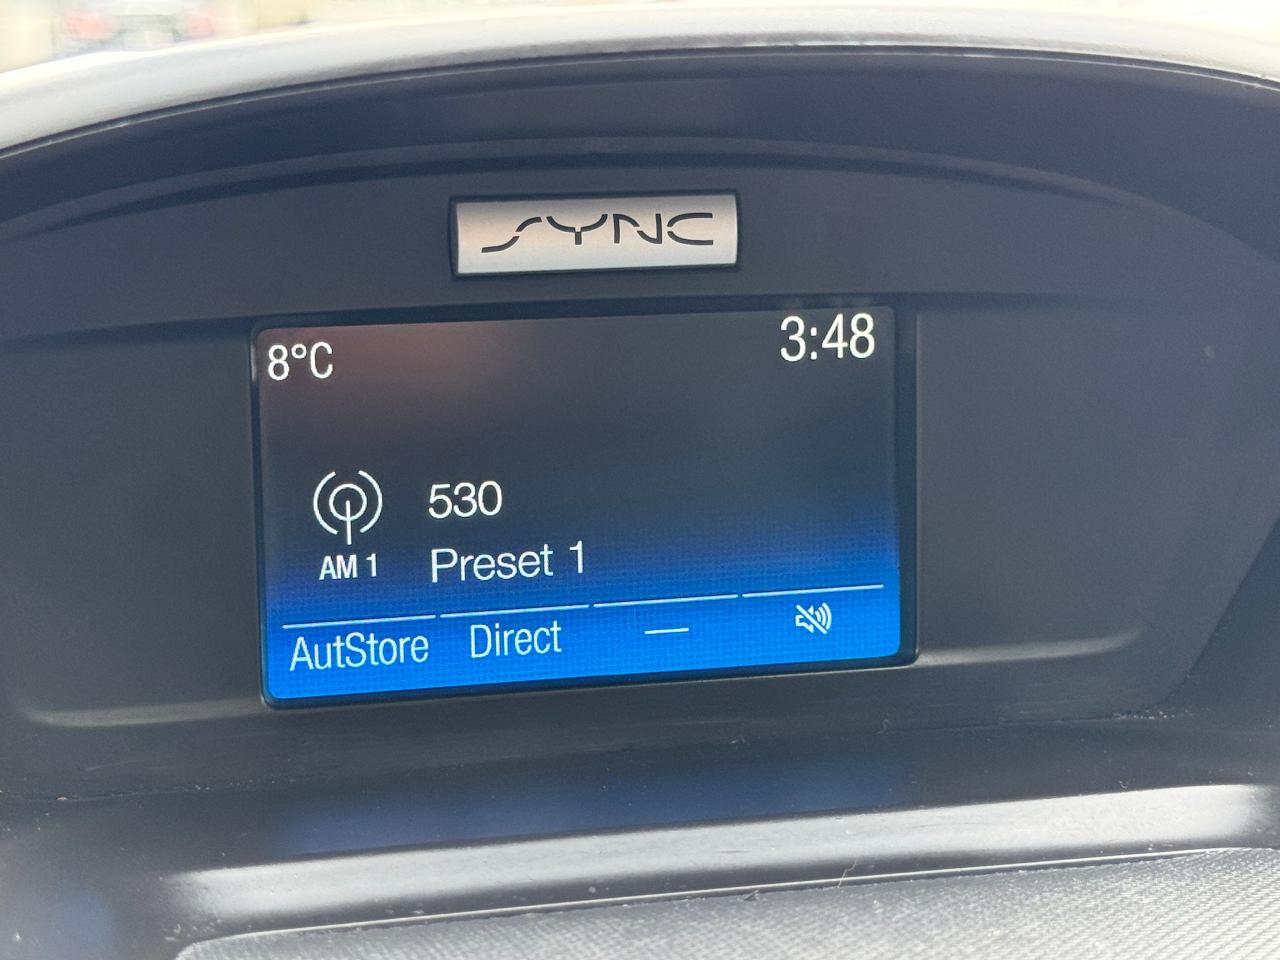 SYNC
8°C
3:48
530
AM 1
Preset 1
AutStore
Direct
—